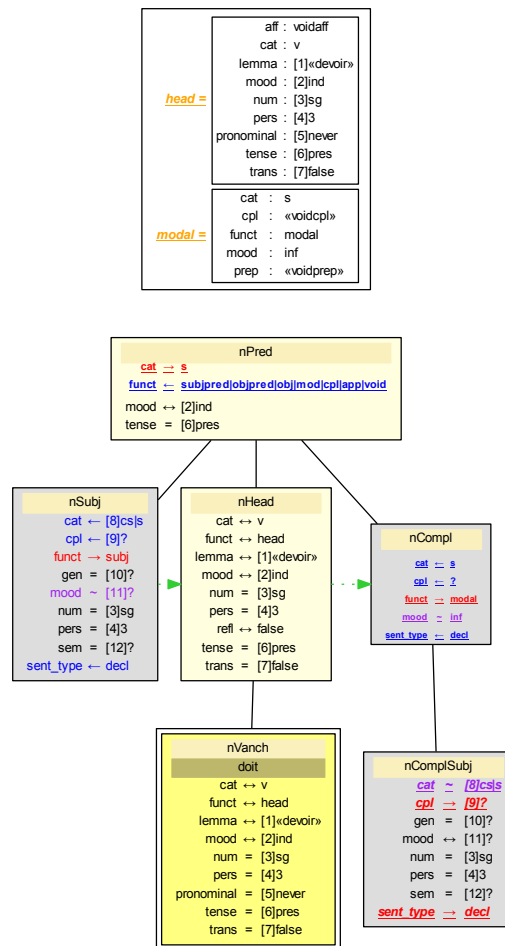 aff : voidaff
cat : v
lemma : [1]«devoir»
mood : [2]ind
head =
num : [3]sg
pers : [4]3
pronominal : [5]never
tense : [6]pres
trans : [7]false
cat : s
cpl : «voidcpl»
modal =
funct : modal
mood : inf
prep : «voidprep»
nPred
cat → s
funct ← subjpred|objpred|obj|mod|cpl|app|void
mood ↔ [2]ind
tense = [6]pres
nSubj
cat ← [8]cs|s
cpl ← [9]?
funct → subj
gen = [10]?
mood ~ [11]?
num = [3]sg
pers = [4]3
sem = [12]?
sent_type ← decl
nHead
cat ↔ v
funct ↔ head
lemma ↔ [1]«devoir»
mood ↔ [2]ind
num = [3]sg
pers = [4]3
refl ↔ false
tense = [6]pres
trans = [7]false
nCompl
cat ← s
cpl ← ?
funct → modal
mood ~ inf
sent_type ← decl
nVanch
doit
cat ↔ v
funct ↔ head
lemma ↔ [1]«devoir»
mood ↔ [2]ind
num = [3]sg
pers = [4]3
pronominal = [5]never
tense = [6]pres
trans = [7]false
nComplSubj
cat ~ [8]cs|s
cpl → [9]?
gen = [10]?
mood ↔ [11]?
num = [3]sg
pers = [4]3
sem = [12]?
sent_type → decl